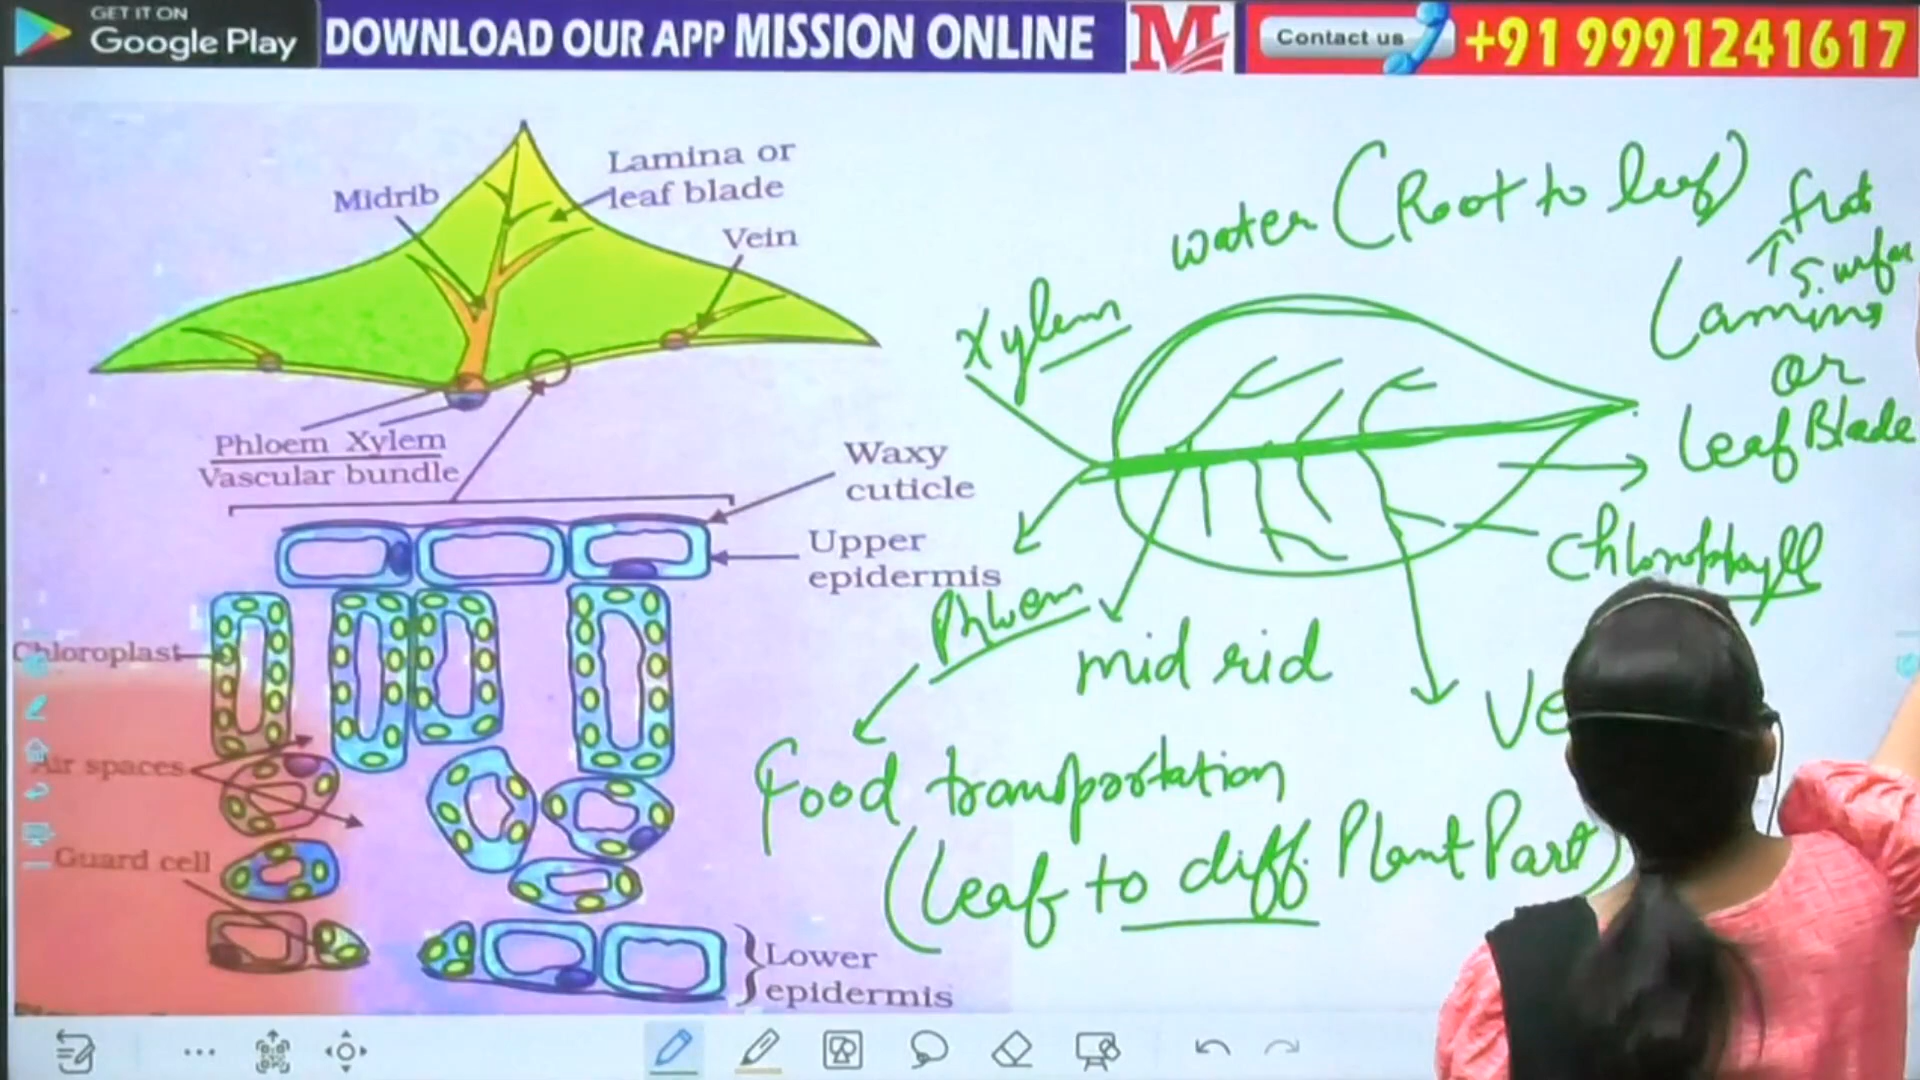 GET IT ON
Google Play
DOWNLOAD OUR APP MISSION ONLINE
M
Contact us
+91 9991241617
Lamina or
leaf blade
Midrib
Vein
Phloem Xylem
Vascular bundle
Waxy
cuticle
Upper
epidermis
Chloroplast
Air spaces
Guard cell
Lower
epidermis
water (Root to leaf)
Xylem
Lamina
or
Leaf Blade
Chlorophyll
Phloem
mid rid
Ve
Food transportation
(Leaf to diff. Plant Part)